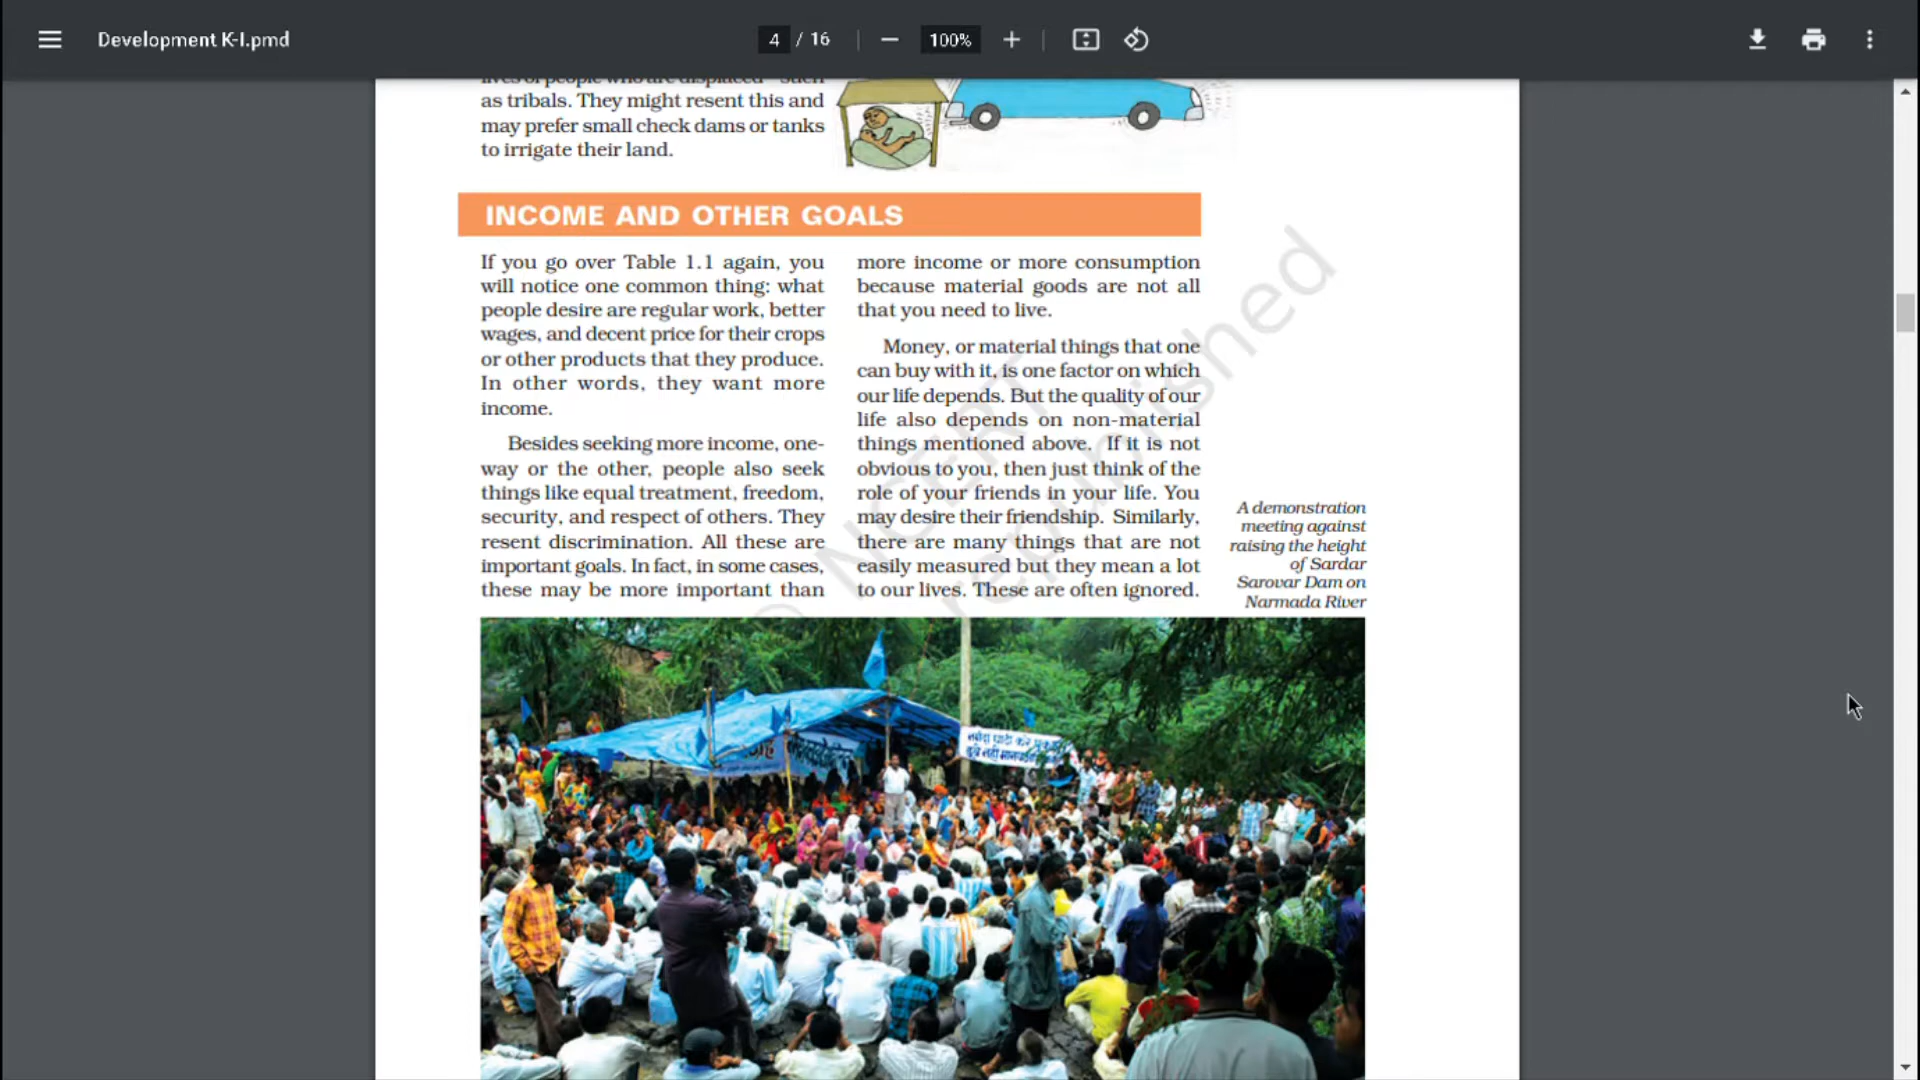 Development K-I.pmd
4 / 16
100%
lives of people who are displaced – such
as tribals. They might resent this and
may prefer small check dams or tanks
to irrigate their land.
INCOME AND OTHER GOALS
If you go over Table 1.1 again, you
will notice one common thing: what
people desire are regular work, better
wages, and decent price for their crops
or other products that they produce.
In other words, they want more
income.
Besides seeking more income, one-
way or the other, people also seek
things like equal treatment, freedom,
security, and respect of others. They
resent discrimination. All these are
important goals. In fact, in some cases,
these may be more important than
more income or more consumption
because material goods are not all
that you need to live.
Money, or material things that one
can buy with it, is one factor on which
our life depends. But the quality of our
life also depends on non-material
things mentioned above. If it is not
obvious to you, then just think of the
role of your friends in your life. You
may desire their friendship. Similarly,
there are many things that are not
easily measured but they mean a lot
to our lives. These are often ignored.
A demonstration
meeting against
raising the height
of Sardar
Sarovar Dam on
Narmada River
© NCERT
republished